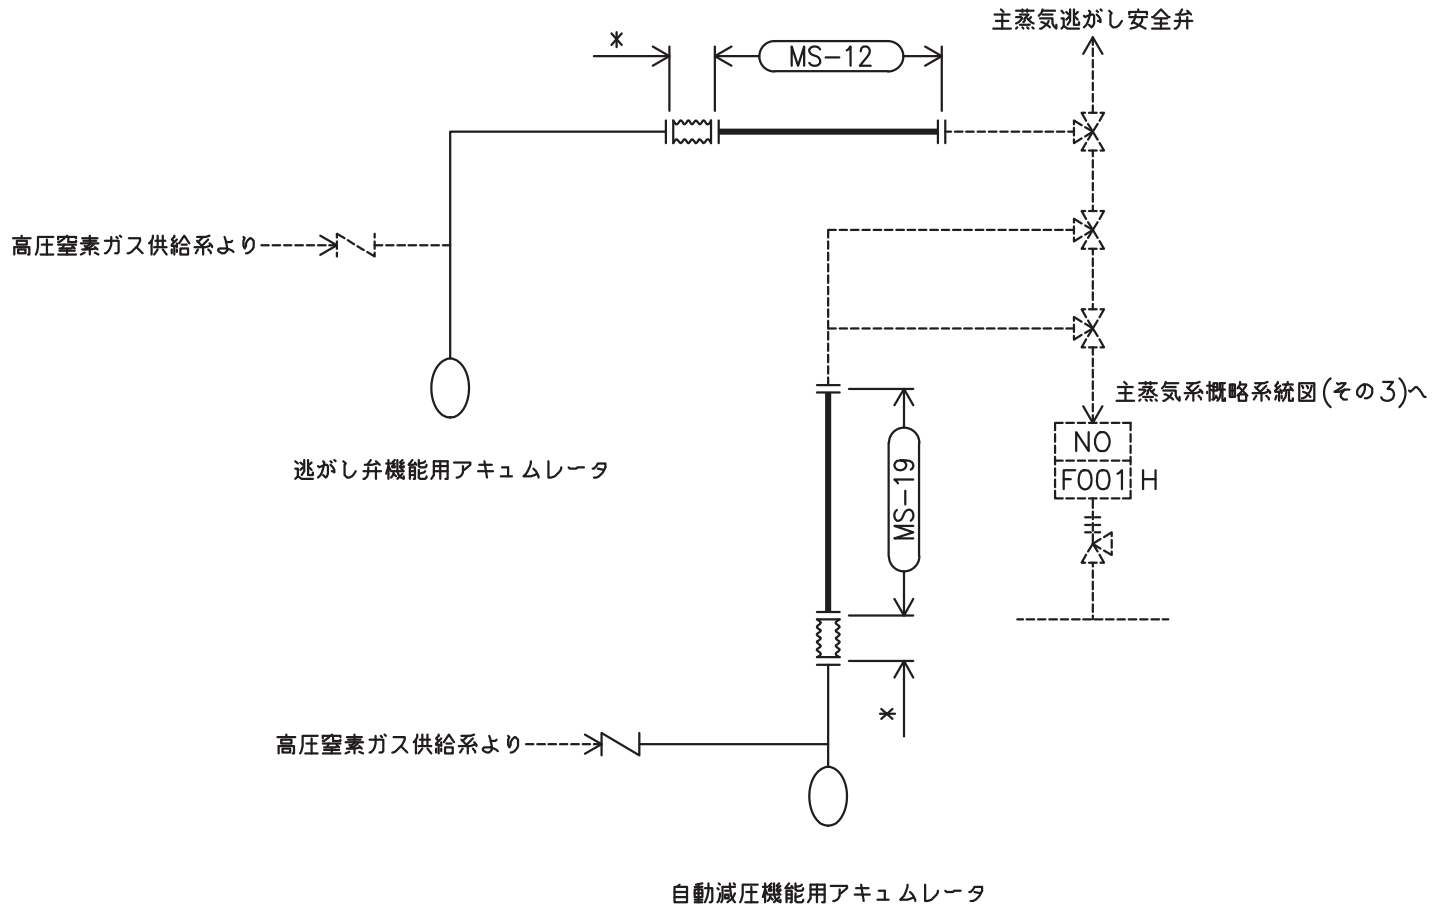 主蒸気逃がし安全弁
* MS-12
高圧窒素ガス供給系より
主蒸気系概略系統図(その3)へ
NO
F001 H
逃がし弁機能用アキュムレータ
MS-19
*
高圧窒素ガス供給系より
自動減圧機能用アキュムレータ